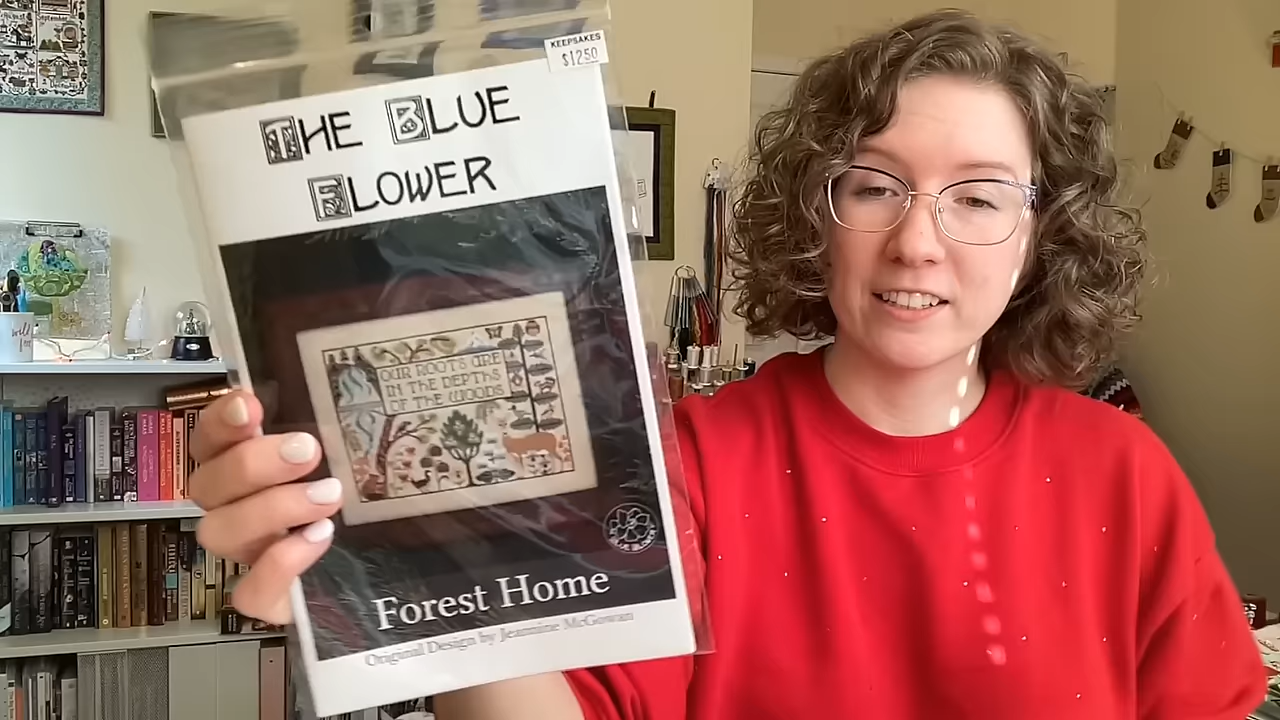 September
KEEPSAKES
$12.50
THE BLUE
FLOWER
OUR ROOTS ARE
IN THE DEPTHS
OF THE WOODS
Forest Home
Original Design by Jeannine McGowan